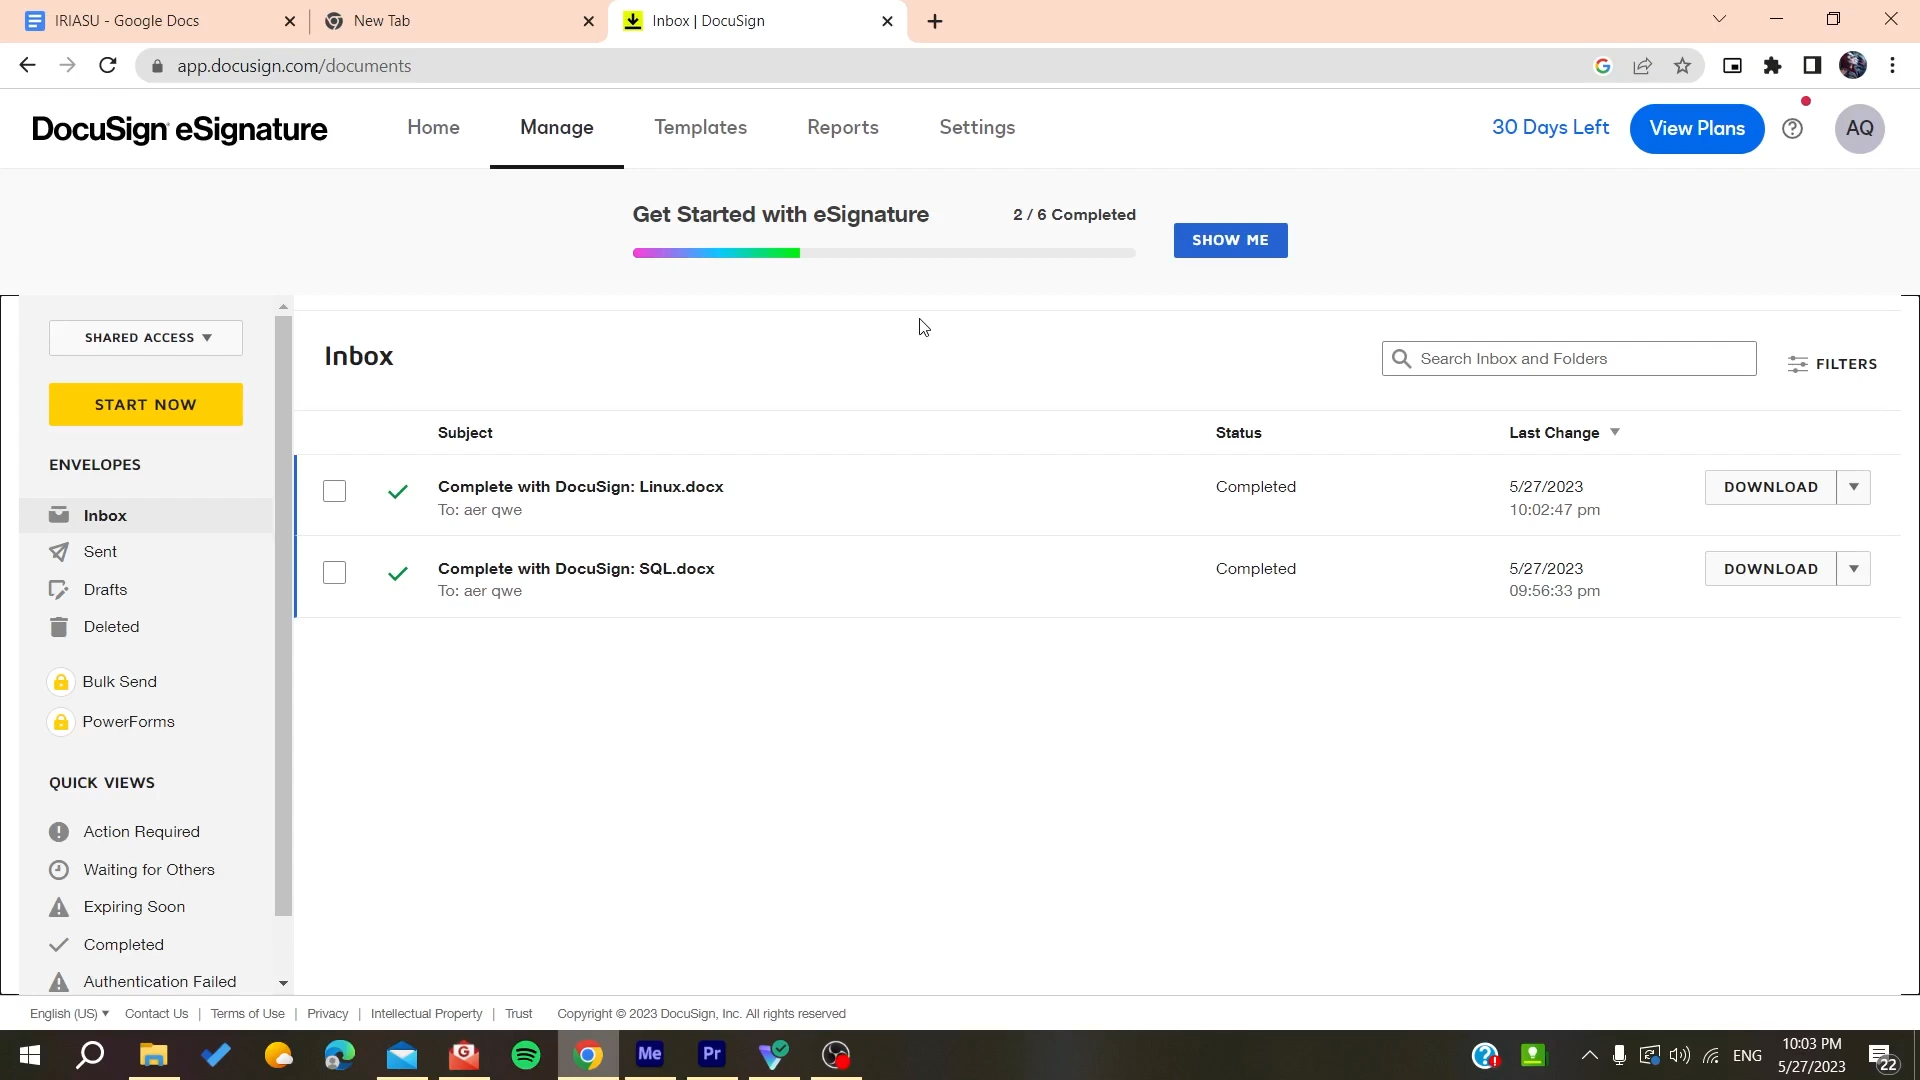 IRIASU - Google Docs
New Tab
Inbox | DocuSign
app.docusign.com/documents
DocuSign eSignature
Home
Manage
Templates
Reports
Settings
30 Days Left
View Plans
AQ
Get Started with eSignature
2 / 6 Completed
SHOW ME
SHARED ACCESS
START NOW
ENVELOPES
Inbox
Sent
Drafts
Deleted
Bulk Send
PowerForms
QUICK VIEWS
Action Required
Waiting for Others
Expiring Soon
Completed
Authentication Failed
Inbox
Search Inbox and Folders
FILTERS
Subject
Status
Last Change
Complete with DocuSign: Linux.docx
To: aer qwe
Completed
5/27/2023
10:02:47 pm
DOWNLOAD
Complete with DocuSign: SQL.docx
To: aer qwe
Completed
5/27/2023
09:56:33 pm
DOWNLOAD
English (US)
Contact Us | Terms of Use | Privacy | Intellectual Property | Trust
Copyright © 2023 DocuSign, Inc. All rights reserved
Me
Pr
ENG
10:03 PM
5/27/2023
22